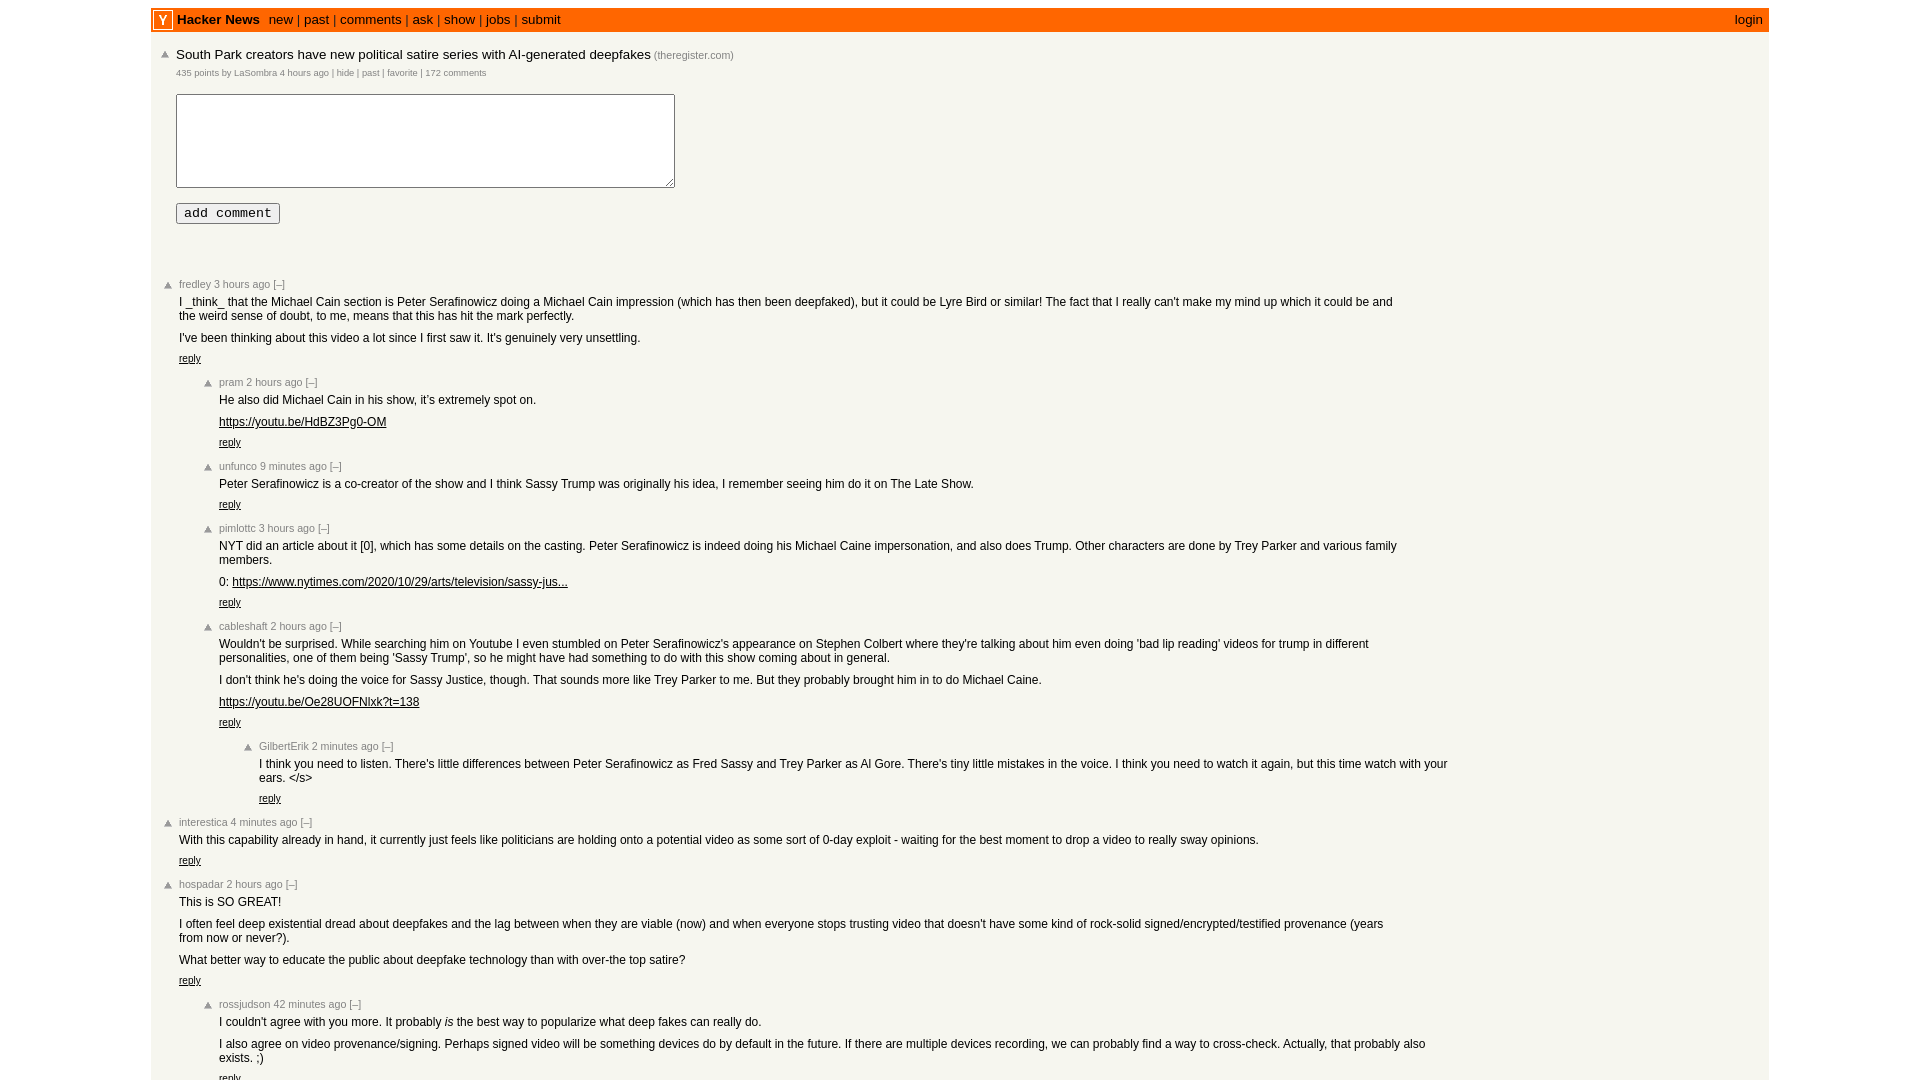 Y Hacker News new | past | comments | ask | show | jobs | submit login
South Park creators have new political satire series with AI-generated deepfakes (theregister.com)
435 points by LaSombra 4 hours ago | hide | past | favorite | 172 comments
add comment
fredley 3 hours ago [–]
I _think_ that the Michael Cain section is Peter Serafinowicz doing a Michael Cain impression (which has then been deepfaked), but it could be Lyre Bird or similar! The fact that I really can't make my mind up which it could be and
the weird sense of doubt, to me, means that this has hit the mark perfectly.
I've been thinking about this video a lot since I first saw it. It's genuinely very unsettling.
reply
pram 2 hours ago [–]
He also did Michael Cain in his show, it’s extremely spot on.
https://youtu.be/HdBZ3Pg0-OM
reply
unfunco 9 minutes ago [–]
Peter Serafinowicz is a co-creator of the show and I think Sassy Trump was originally his idea, I remember seeing him do it on The Late Show.
reply
pimlottc 3 hours ago [–]
NYT did an article about it [0], which has some details on the casting. Peter Serafinowicz is indeed doing his Michael Caine impersonation, and also does Trump. Other characters are done by Trey Parker and various family
members.
0: https://www.nytimes.com/2020/10/29/arts/television/sassy-jus...
reply
cableshaft 2 hours ago [–]
Wouldn't be surprised. While searching him on Youtube I even stumbled on Peter Serafinowicz's appearance on Stephen Colbert where they're talking about him even doing 'bad lip reading' videos for trump in different
personalities, one of them being 'Sassy Trump', so he might have had something to do with this show coming about in general.
I don't think he's doing the voice for Sassy Justice, though. That sounds more like Trey Parker to me. But they probably brought him in to do Michael Caine.
https://youtu.be/Oe28UOFNlxk?t=138
reply
GilbertErik 2 minutes ago [–]
I think you need to listen. There's little differences between Peter Serafinowicz as Fred Sassy and Trey Parker as Al Gore. There's tiny little mistakes in the voice. I think you need to watch it again, but this time watch with your
ears. </s>
reply
interestica 4 minutes ago [–]
With this capability already in hand, it currently just feels like politicians are holding onto a potential video as some sort of 0-day exploit - waiting for the best moment to drop a video to really sway opinions.
reply
hospadar 2 hours ago [–]
This is SO GREAT!
I often feel deep existential dread about deepfakes and the lag between when they are viable (now) and when everyone stops trusting video that doesn't have some kind of rock-solid signed/encrypted/testified provenance (years
from now or never?).
What better way to educate the public about deepfake technology than with over-the top satire?
reply
rossjudson 42 minutes ago [–]
I couldn't agree with you more. It probably is the best way to popularize what deep fakes can really do.
I also agree on video provenance/signing. Perhaps signed video will be something devices do by default in the future. If there are multiple devices recording, we can probably find a way to cross-check. Actually, that probably also
exists. ;)
reply